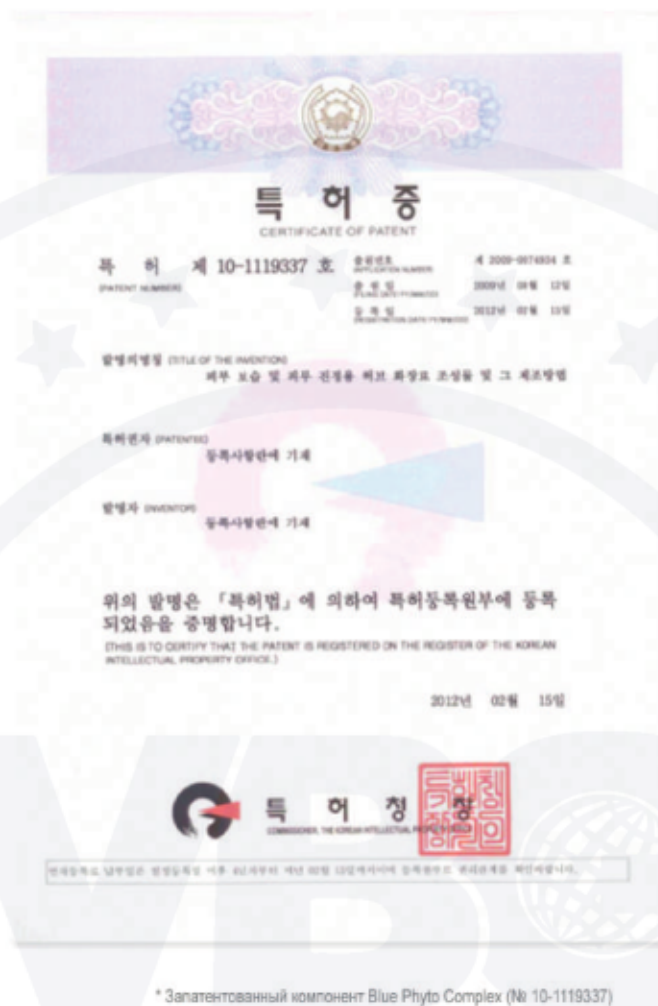 특허증
CERTIFICATE OF PATENT
특 허 제 10-1119337 호
(PATENT NUMBER)
출원번호 제 2009-0074934 호
(APPLICATION NUMBER)
출원일 2009년 08월 13일
(FILING DATE:YY/MM/DD)
등록일 2012년 02월 15일
(REGISTRATION DATE:YY/MM/DD)
발명의명칭 (TITLE OF THE INVENTION)
피부 보습 및 피부 진정용 허브 화장료 조성물 및 그 제조방법
특허권자 (PATENTEE)
등록사항란에 기재
발명자 (INVENTOR)
등록사항란에 기재
위의 발명은 「특허법」에 의하여 특허등록원부에 등록
되었음을 증명합니다.
(THIS IS TO CERTIFY THAT THE PATENT IS REGISTERED ON THE REGISTER OF THE KOREAN
INTELLECTUAL PROPERTY OFFICE.)
2012년 02월 15일
특 허 청 장
COMMISSIONER, THE KOREAN INTELLECTUAL PROPERTY OFFICE
* Запатентованный компонент Blue Phyto Complex (№ 10-1119337)